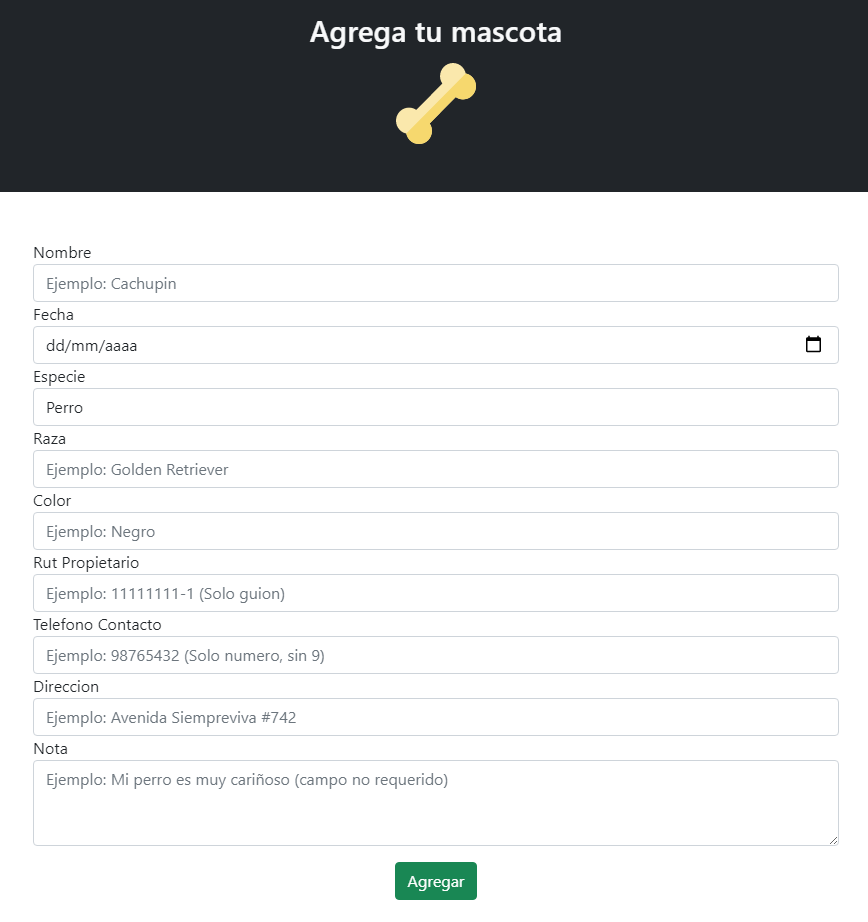 Agrega tu mascota
Nombre
Ejemplo: Cachupin
Fecha
dd/mm/aaaa
Especie
Perro
Raza
Ejemplo: Golden Retriever
Color
Ejemplo: Negro
Rut Propietario
Ejemplo: 11111111-1 (Solo guion)
Telefono Contacto
Ejemplo: 98765432 (Solo numero, sin 9)
Direccion
Ejemplo: Avenida Siempreviva #742
Nota
Ejemplo: Mi perro es muy cariñoso (campo no requerido)
Agregar